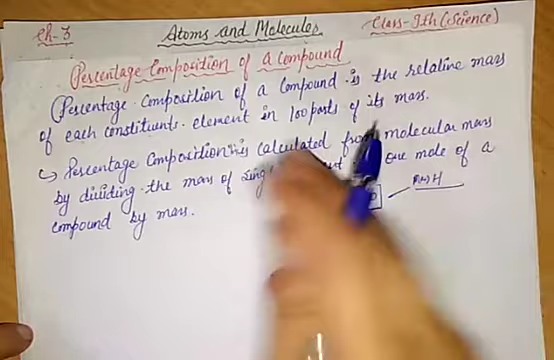 Ch. 3 Atoms and Molecules Class-9th (Science)
Percentage Composition of a Compound
Percentage Composition of a compound is the relative mass
of each constituents element in 100 parts of its mass.
Percentage Composition is calculated from molecular mass
by dividing the mass of one mole of a
compound by mass.